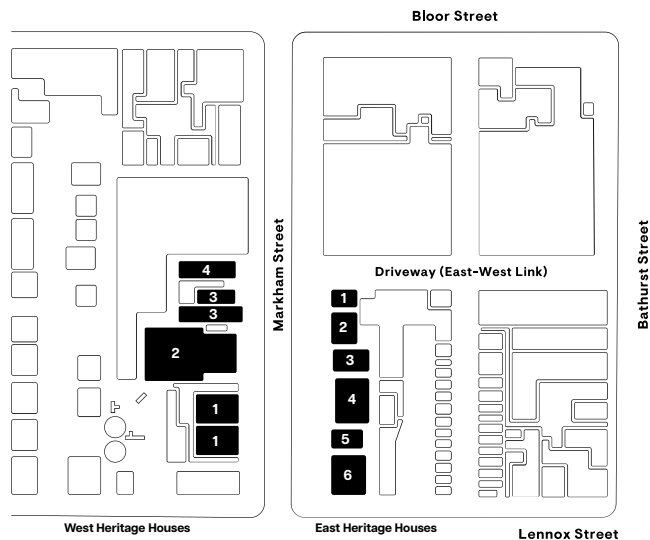 Bloor Street
Markham Street
Bathurst Street
Driveway (East-West Link)
4
3
3
2
1
1
1
2
3
4
5
6
West Heritage Houses
East Heritage Houses
Lennox Street